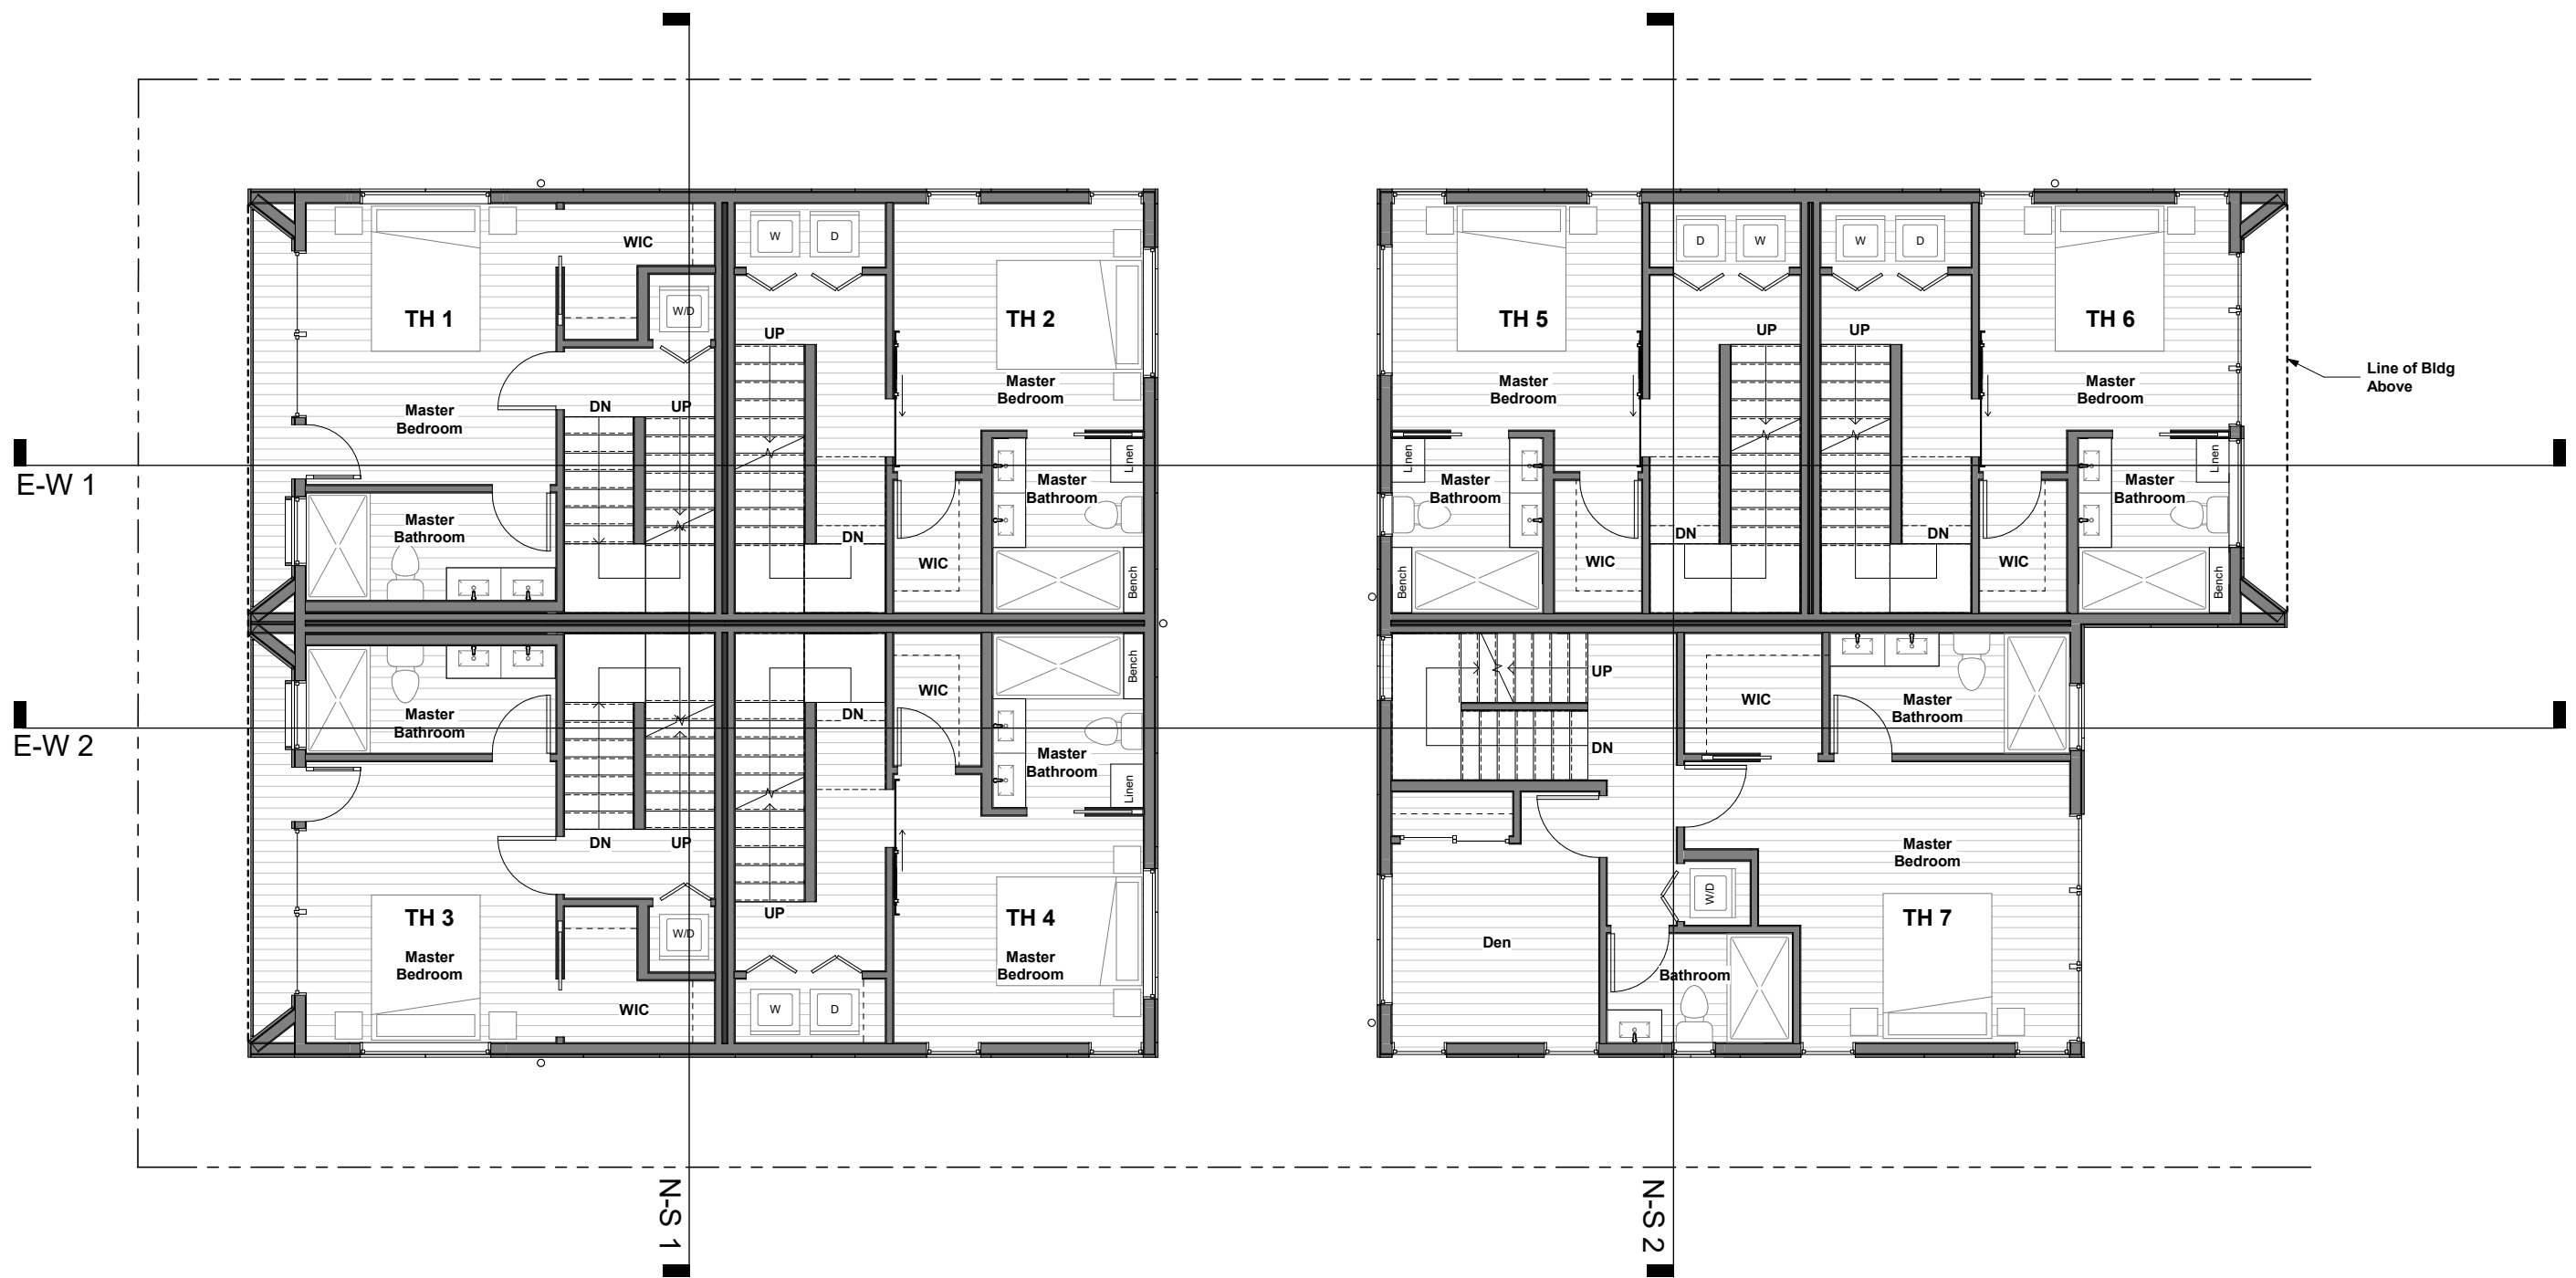 WIC
W
D
D
W
W
D
W/D
TH 1
TH 2
TH 5
TH 6
UP
UP
UP
Line of Bldg
Above
Master
Bedroom
Master
Bedroom
Master
Bedroom
Master
Bedroom
DN
UP
Linen
Linen
Linen
E-W 1
Master
Bathroom
Master
Bathroom
Master
Bathroom
Master
Bathroom
DN
DN
DN
WIC
WIC
WIC
Bench
Bench
Bench
Bench
UP
WIC
WIC
Master
Bathroom
Master
Bathroom
DN
E-W 2
DN
Master
Bathroom
Linen
DN
UP
Master
Bedroom
W/D
W/D
UP
TH 3
TH 4
TH 7
Den
Master
Bedroom
Master
Bedroom
Bathroom
WIC
W
D
N-S 1
N-S 2